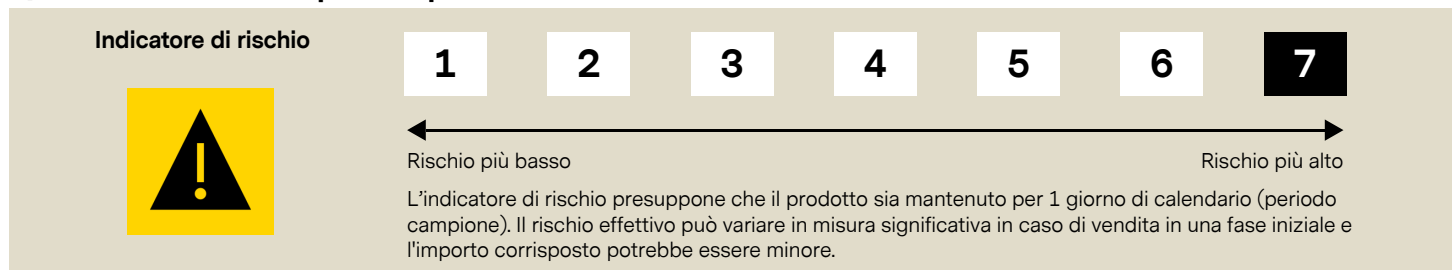 Indicatore di rischio
1 2 3 4 5 6 7
Rischio più basso Rischio più alto
L'indicatore di rischio presuppone che il prodotto sia mantenuto per 1 giorno di calendario (periodo
campione). Il rischio effettivo può variare in misura significativa in caso di vendita in una fase iniziale e
l'importo corrisposto potrebbe essere minore.